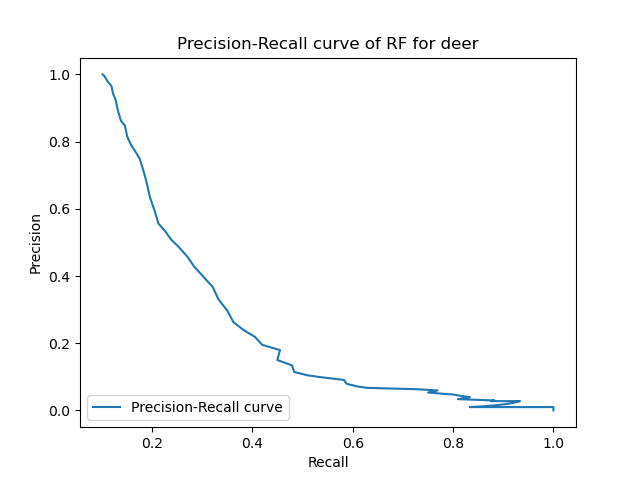 Precision-Recall curve of RF for deer
1.0
0.8
0.6
0.4
0.2
0.0
Precision
Precision-Recall curve
0.2 0.4 0.6 0.8 1.0
Recall